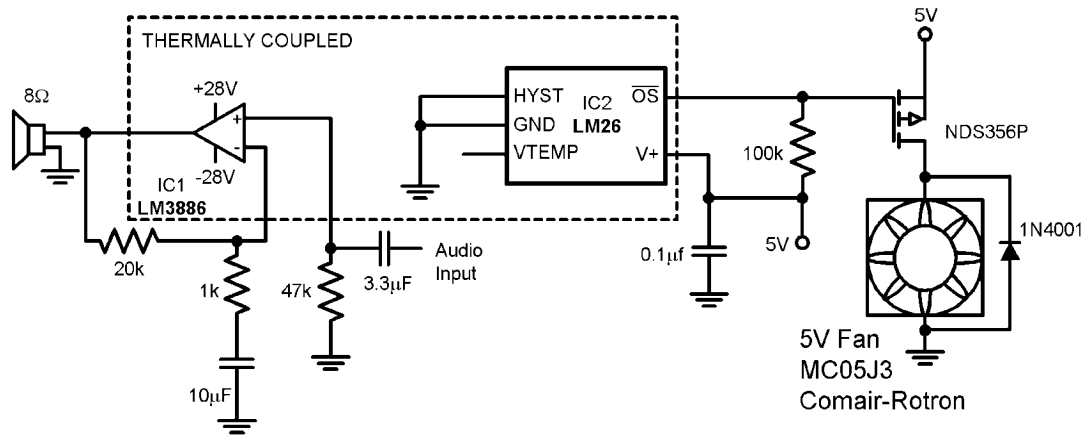 THERMALLY COUPLED
5V
8Ω
+28V
-28V
+
-
IC1
LM3886
HYST
GND
VTEMP
IC2
LM26
OS
V+
100k
NDS356P
20k
1k
47k
3.3μF
Audio
Input
10μF
0.1μf
5V
1N4001
5V Fan
MC05J3
Comair-Rotron